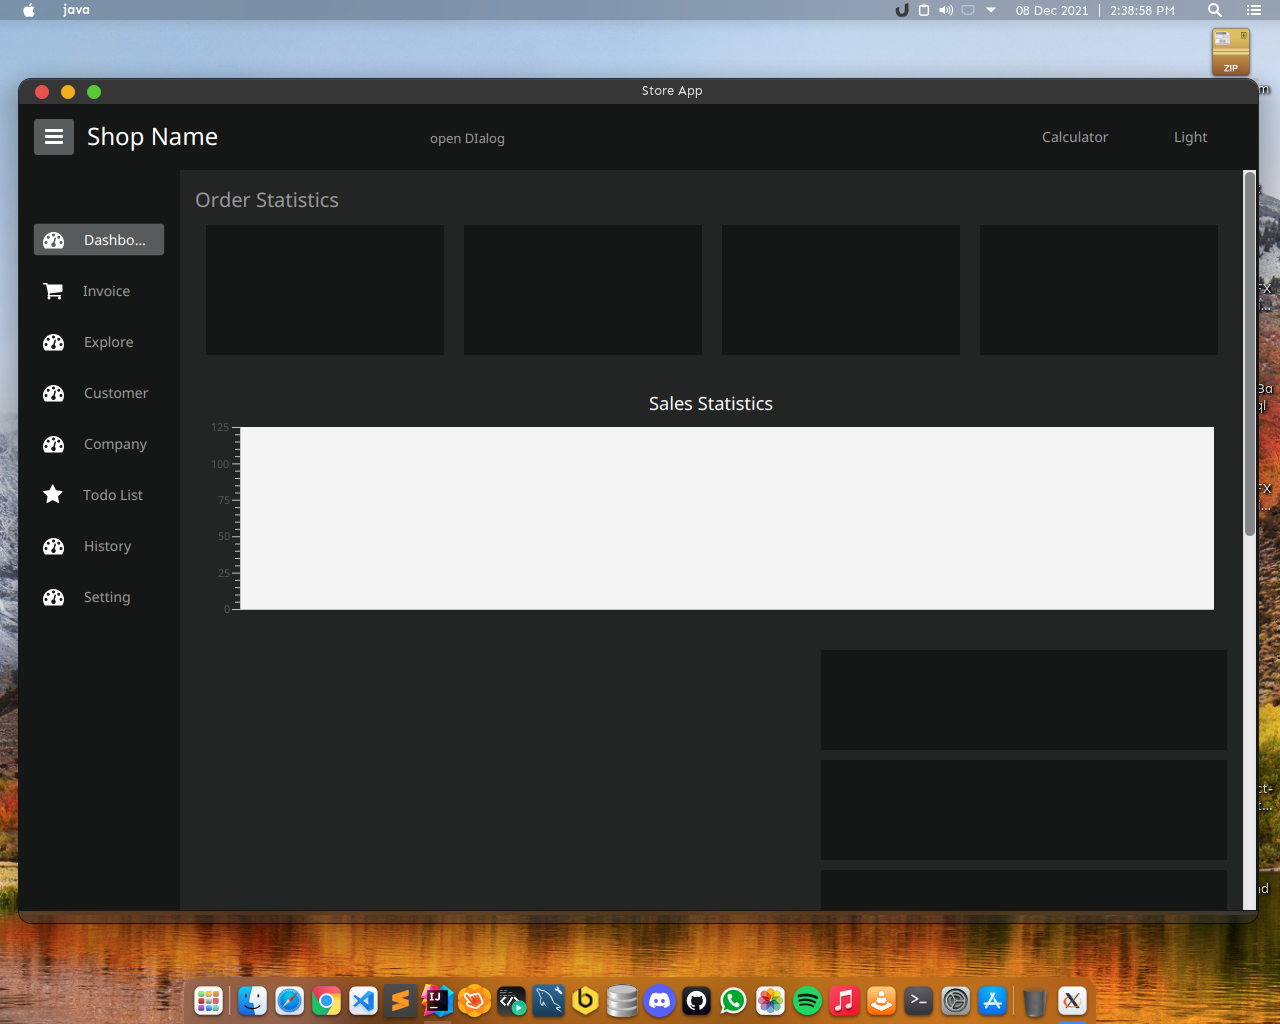 java
08 Dec 2021 | 2:38:58 PM
ZIP
Store App
Shop Name
open DIalog
Calculator
Light
Order Statistics
Dashbo...
Invoice
Explore
Customer
Company
Todo List
History
Setting
Sales Statistics
125
100
75
50
25
0